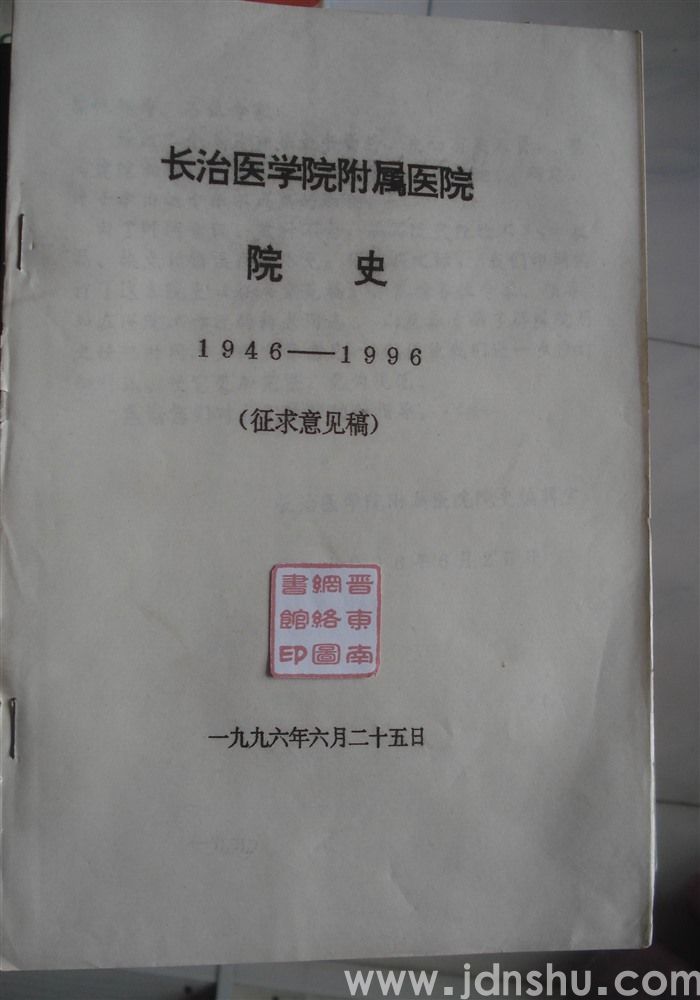 长治医学院附属医院
院 史
1946——1996
(征求意见稿)
晋東南
網絡圖
書館印
一九九六年六月二十五日
www.jdnshu.com